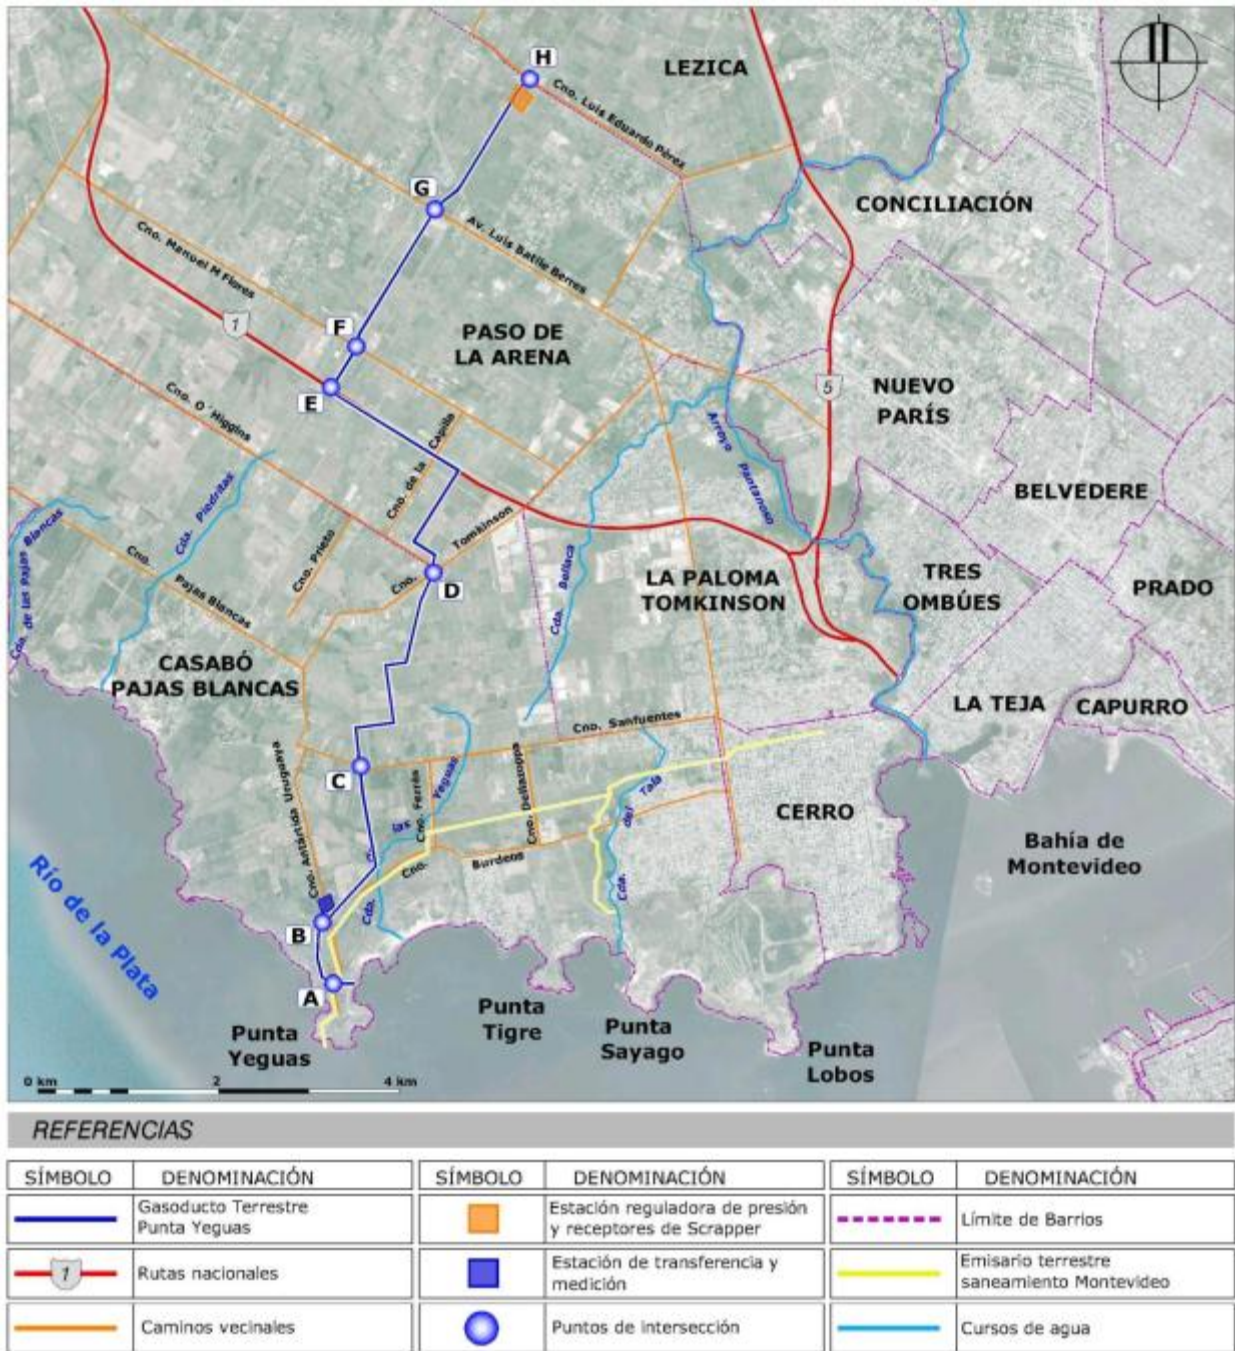 H
LEZICA
Cno. Luis Eduardo Pérez
G
CONCILIACIÓN
Av. Luis Batlle Berres
Cno. Manuel M Flores
1
F
PASO DE
LA ARENA
E
5
NUEVO
PARÍS
Cno. O´Higgins
Cno. de la Capilla
Arroyo Pantanoso
BELVEDERE
Cda. de las Pajas Blancas
Cda. Piedritas
Cno. Tomkinson
Cno. Prieto
Cno. Pajas Blancas
D
Cda. Bellaca
LA PALOMA
TOMKINSON
TRES
OMBÚES
PRADO
CASABÓ
PAJAS BLANCAS
LA TEJA
CAPURRO
Cno. Sanfuentes
Cno. Antártida Uruguaya
C
Cno. Ferrés
Cda. de las Yeguas
Cno. Dellazoppa
Cda. del Tala
CERRO
Bahía de
Montevideo
Cno. Burdeos
Río de la Plata
B
A
Punta
Yeguas
Punta
Tigre
Punta
Sayago
Punta
Lobos
0 km 2 4 km
REFERENCIAS
SÍMBOLO DENOMINACIÓN SÍMBOLO DENOMINACIÓN SÍMBOLO DENOMINACIÓN
Gasoducto Terrestre
Punta Yeguas
Estación reguladora de presión
y receptores de Scrapper
Límite de Barrios
1 Rutas nacionales
Estación de transferencia y
medición
Emisario terrestre
saneamiento Montevideo
Caminos vecinales
Puntos de intersección
Cursos de agua